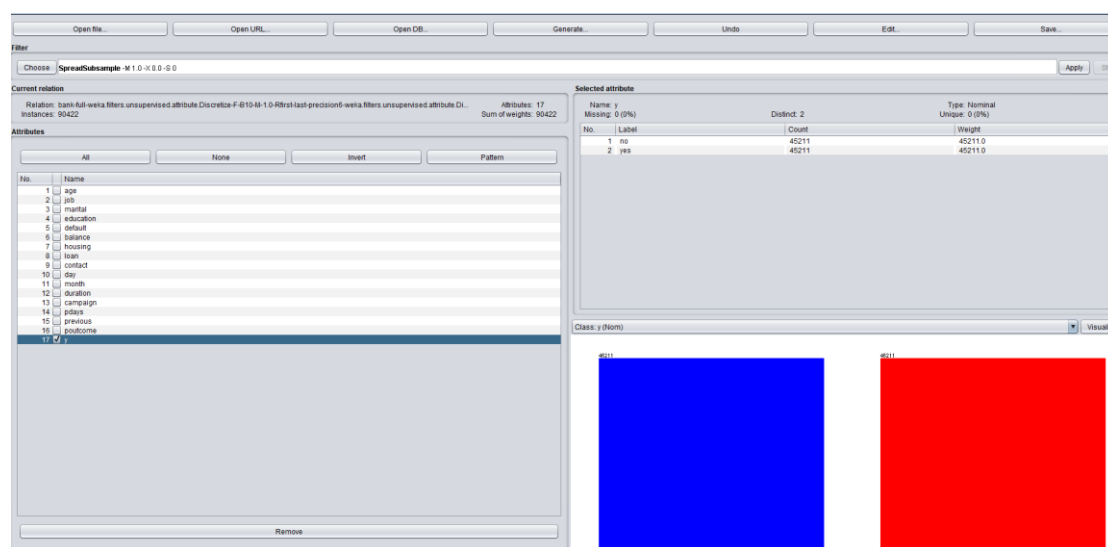 Open file... Open URL... Open DB... Generate... Undo Edit... Save...
Filter
Choose SpreadSubsample -M 1.0 -X 0.0 -S 0 Apply
Current relation
Relation: bank-full-weka.filters.unsupervised.attribute.Discretize-F-B10-M-1.0-Rfirst-last-precision6-weka.filters.unsupervised.attribute.Di... Attributes: 17
Instances: 90422 Sum of weights: 90422
Attributes
All None Invert Pattern
No. Name
1 age
2 job
3 marital
4 education
5 default
6 balance
7 housing
8 loan
9 contact
10 day
11 month
12 duration
13 campaign
14 pdays
15 previous
16 poutcome
17 y
Remove
Selected attribute
Name: y Type: Nominal
Missing: 0 (0%) Distinct: 2 Unique: 0 (0%)
No. Label Count Weight
1 no 45211 45211.0
2 yes 45211 45211.0
Class: y (Nom) Visuali
45211 45211